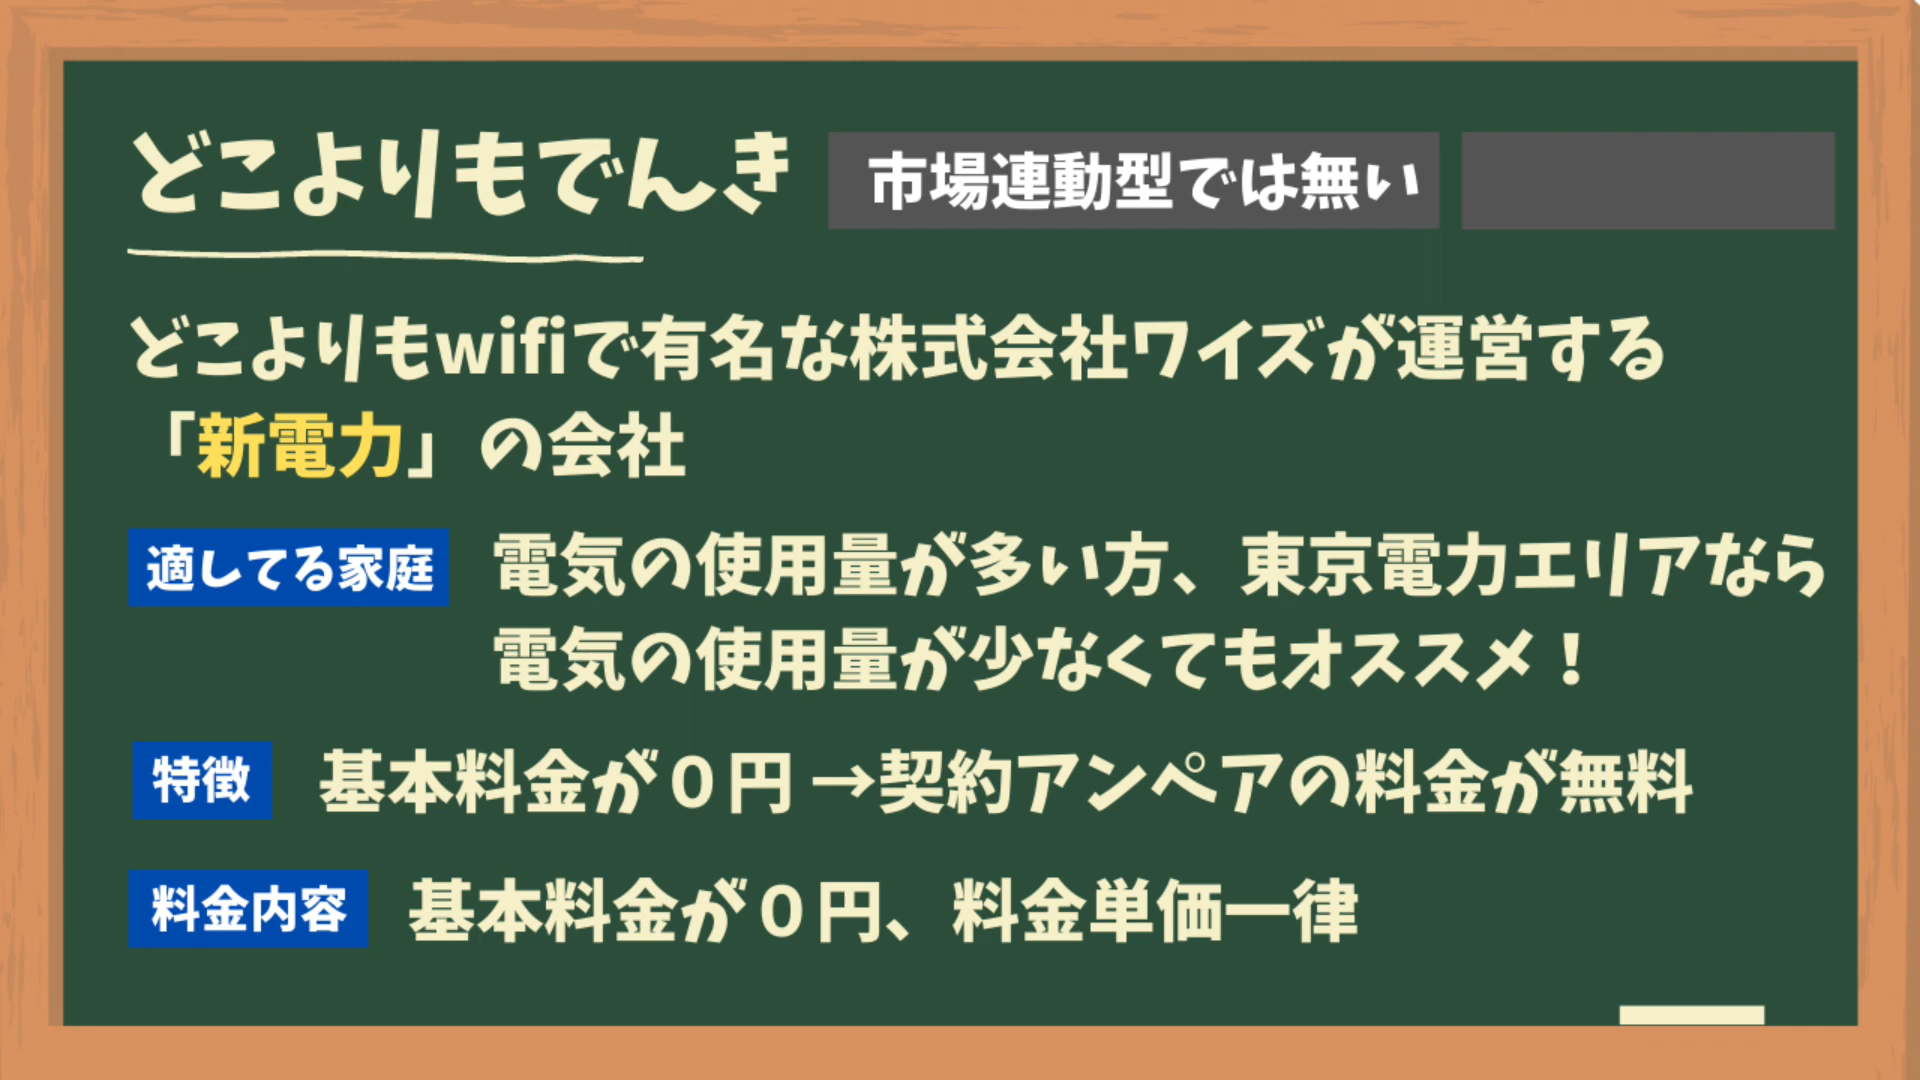 どこよりもでんき 市場連動型では無い
どこよりもwifiで有名な株式会社ワイズが運営する
「新電力」の会社
適してる家庭 電気の使用量が多い方、東京電力エリアなら
電気の使用量が少なくてもオススメ！
特徴 基本料金が０円→契約アンペアの料金が無料
料金内容 基本料金が０円、料金単価一律